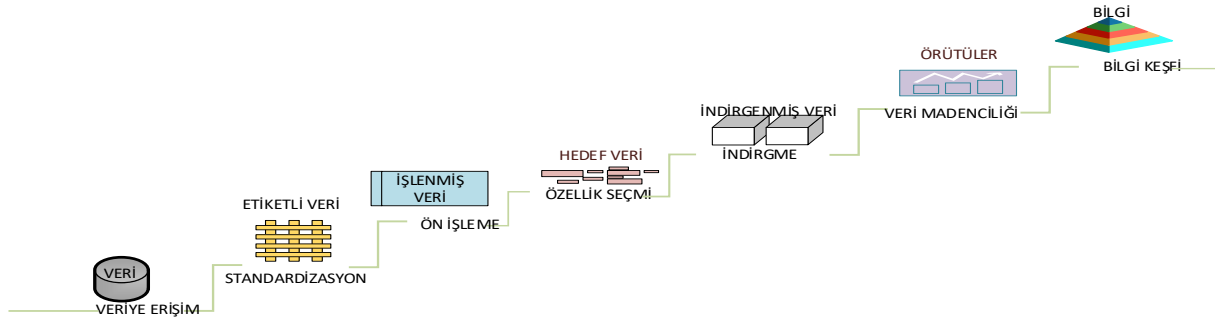 VERİ
VERİYE ERİŞİM
ETİKETLİ VERİ
STANDARDİZASYON
İŞLENMİŞ
VERİ
ÖN İŞLEME
HEDEF VERİ
ÖZELLİK SEÇMİ
İNDİRGENMİŞ VERİ
İNDİRGME
ÖRÜTÜLER
VERİ MADENCİLİĞİ
BİLGİ
BİLGİ KEŞFİ